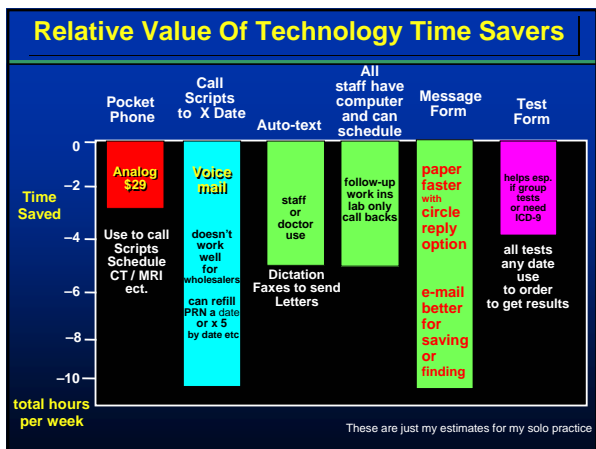 Relative Value Of Technology Time Savers
Pocket
Phone
Call
Scripts
to X Date
Auto-text
All
staff have
computer
and can
schedule
Message
Form
Test
Form
0
–2
–4
–6
–8
–10
Time
Saved
total hours
per week
Analog
$29
Use to call
Scripts
Schedule
CT / MRI
ect.
Voice
mail
doesn't
work
well
for
wholesalers
can refill
PRN a date
or x 5
by date etc
staff
or
doctor
use
Dictation
Faxes to send
Letters
follow-up
work ins
lab only
call backs
paper
faster
with
circle
reply
option
e-mail
better
for
saving
or
finding
helps esp.
if group
tests
or need
ICD-9
all tests
any date
use
to order
to get results
These are just my estimates for my solo practice